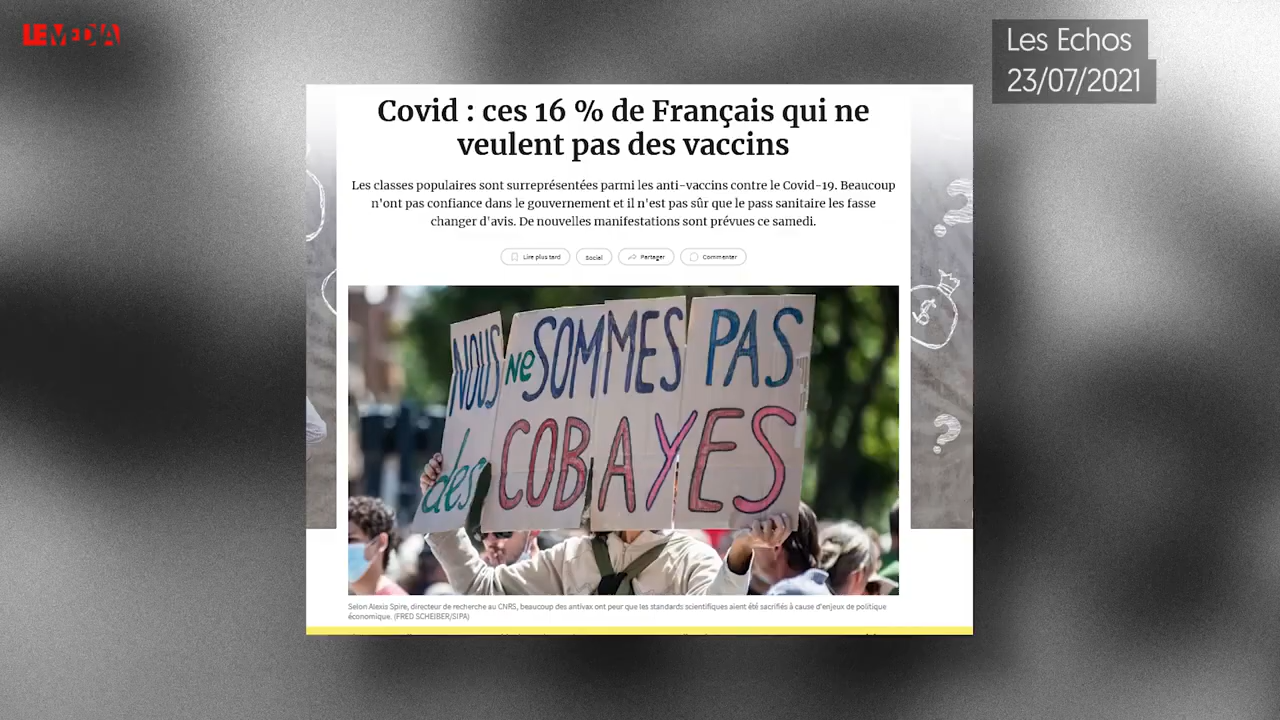 LEMEDIA
Les Echos
23/07/2021
Covid : ces 16 % de Français qui ne
veulent pas des vaccins
Les classes populaires sont surreprésentées parmi les anti-vaccins contre le Covid-19. Beaucoup
n'ont pas confiance dans le gouvernement et il n'est pas sûr que le pass sanitaire les fasse
changer d'avis. De nouvelles manifestations sont prévues ce samedi.
Lire plus tard Social Partager Commenter
NOUS ne SOMMES PAS
des COBAYES
Selon Alexis Spire, directeur de recherche au CNRS, beaucoup des antivax ont peur que les standards scientifiques aient été sacrifiés à cause d'enjeux de politique
économique. (FRED SCHEIBER/SIPA)